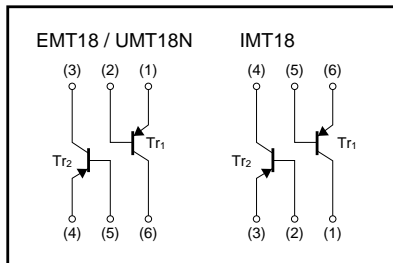 EMT18 / UMT18N IMT18
(3) (2) (1) (4) (5) (6)
Tr1 Tr1
Tr2 Tr2
(4) (5) (6) (3) (2) (1)